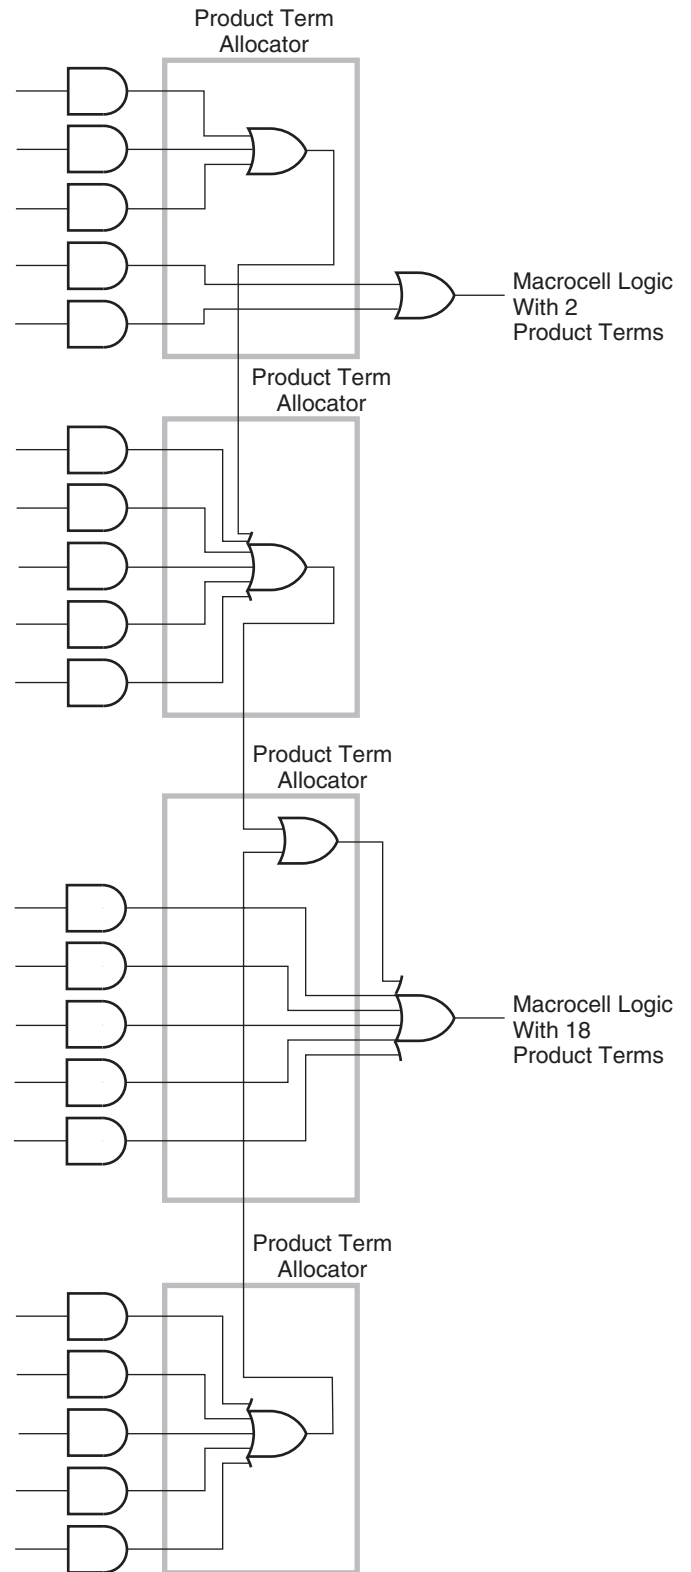 Product Term
Allocator
Macrocell Logic
With 2
Product Terms
Product Term
Allocator
Product Term
Allocator
Macrocell Logic
With 18
Product Terms
Product Term
Allocator